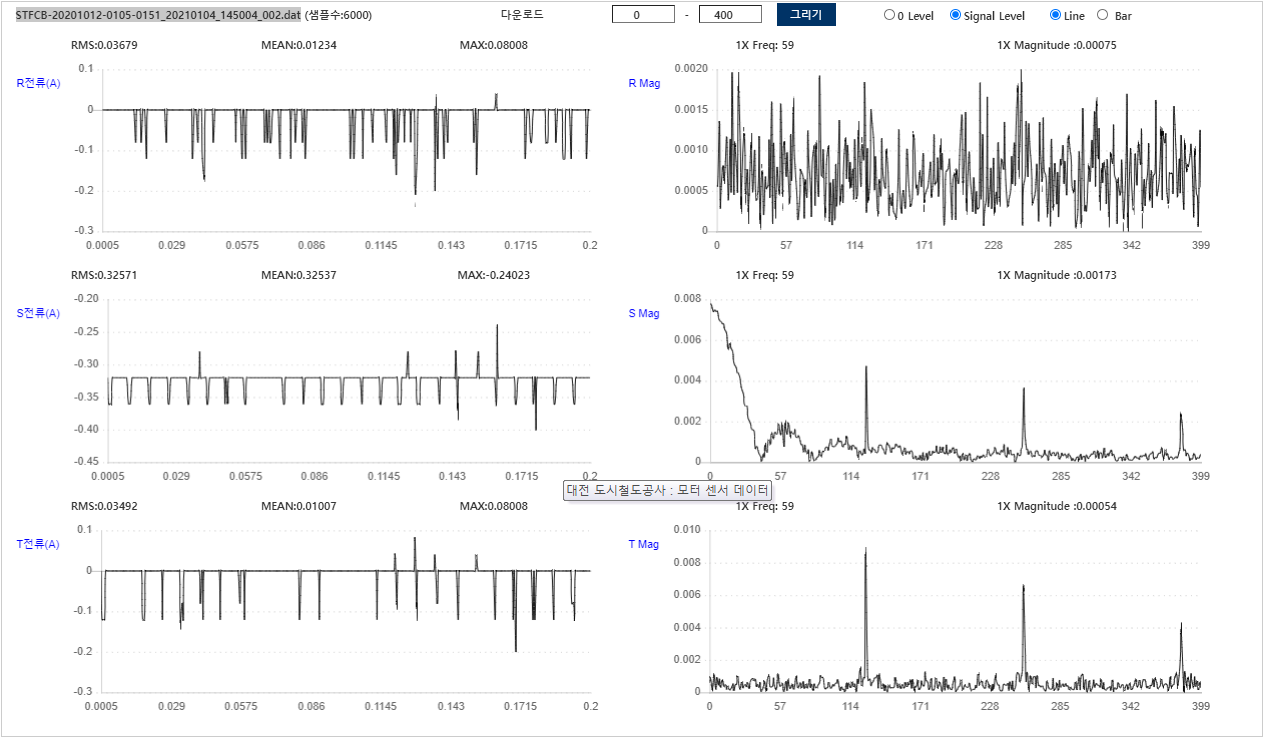 STFCB-20201012-0105-0151_20210104_145004_002.dat (샘플수:6000) 다운로드 0 - 400 그리기 0 Level Signal Level Line Bar
RMS:0.03679 MEAN:0.01234 MAX:0.08008 1X Freq: 59 1X Magnitude :0.00075
R전류(A) R Mag
0.1
0
-0.1
-0.2
-0.3
0.0005 0.029 0.0575 0.086 0.1145 0.143 0.1715 0.2
0.0020
0.0015
0.0010
0.0005
0
0 57 114 171 228 285 342 399
RMS:0.32571 MEAN:0.32537 MAX:-0.24023 1X Freq: 59 1X Magnitude :0.00173
S전류(A) S Mag
-0.20
-0.25
-0.30
-0.35
-0.40
-0.45
0.0005 0.029 0.0575 0.086 0.1145 0.143 0.1715 0.2
0.008
0.006
0.004
0.002
0
0 57 114 171 228 285 342 399
대전 도시철도공사 : 모터 센서 데이터
RMS:0.03492 MEAN:0.01007 MAX:0.08008 1X Freq: 59 1X Magnitude :0.00054
T전류(A) T Mag
0.1
0
-0.1
-0.2
-0.3
0.0005 0.029 0.0575 0.086 0.1145 0.143 0.1715 0.2
0.010
0.008
0.006
0.004
0.002
0
0 57 114 171 228 285 342 399